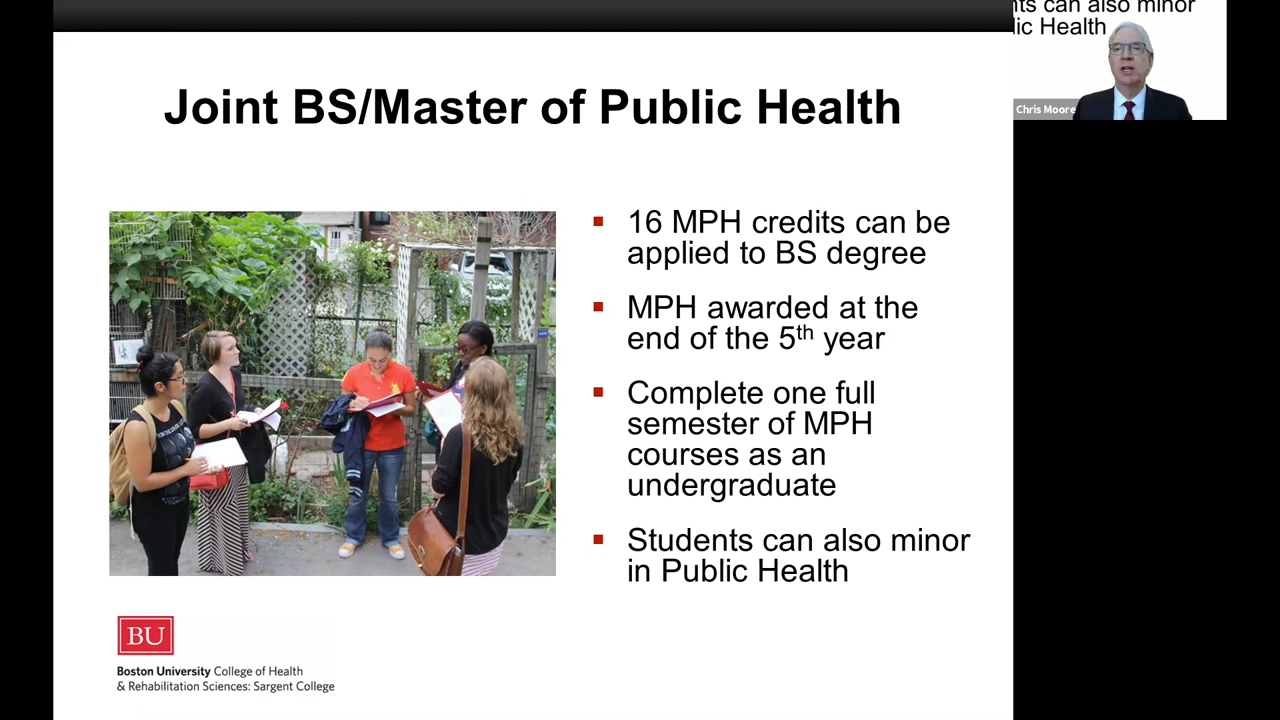 Joint BS/Master of Public Health
16 MPH credits can be
applied to BS degree
MPH awarded at the
end of the 5th year
Complete one full
semester of MPH
courses as an
undergraduate
Students can also minor
in Public Health
BU
Boston University College of Health
& Rehabilitation Sciences: Sargent College
nts can also minor
lic Health
Chris Moore